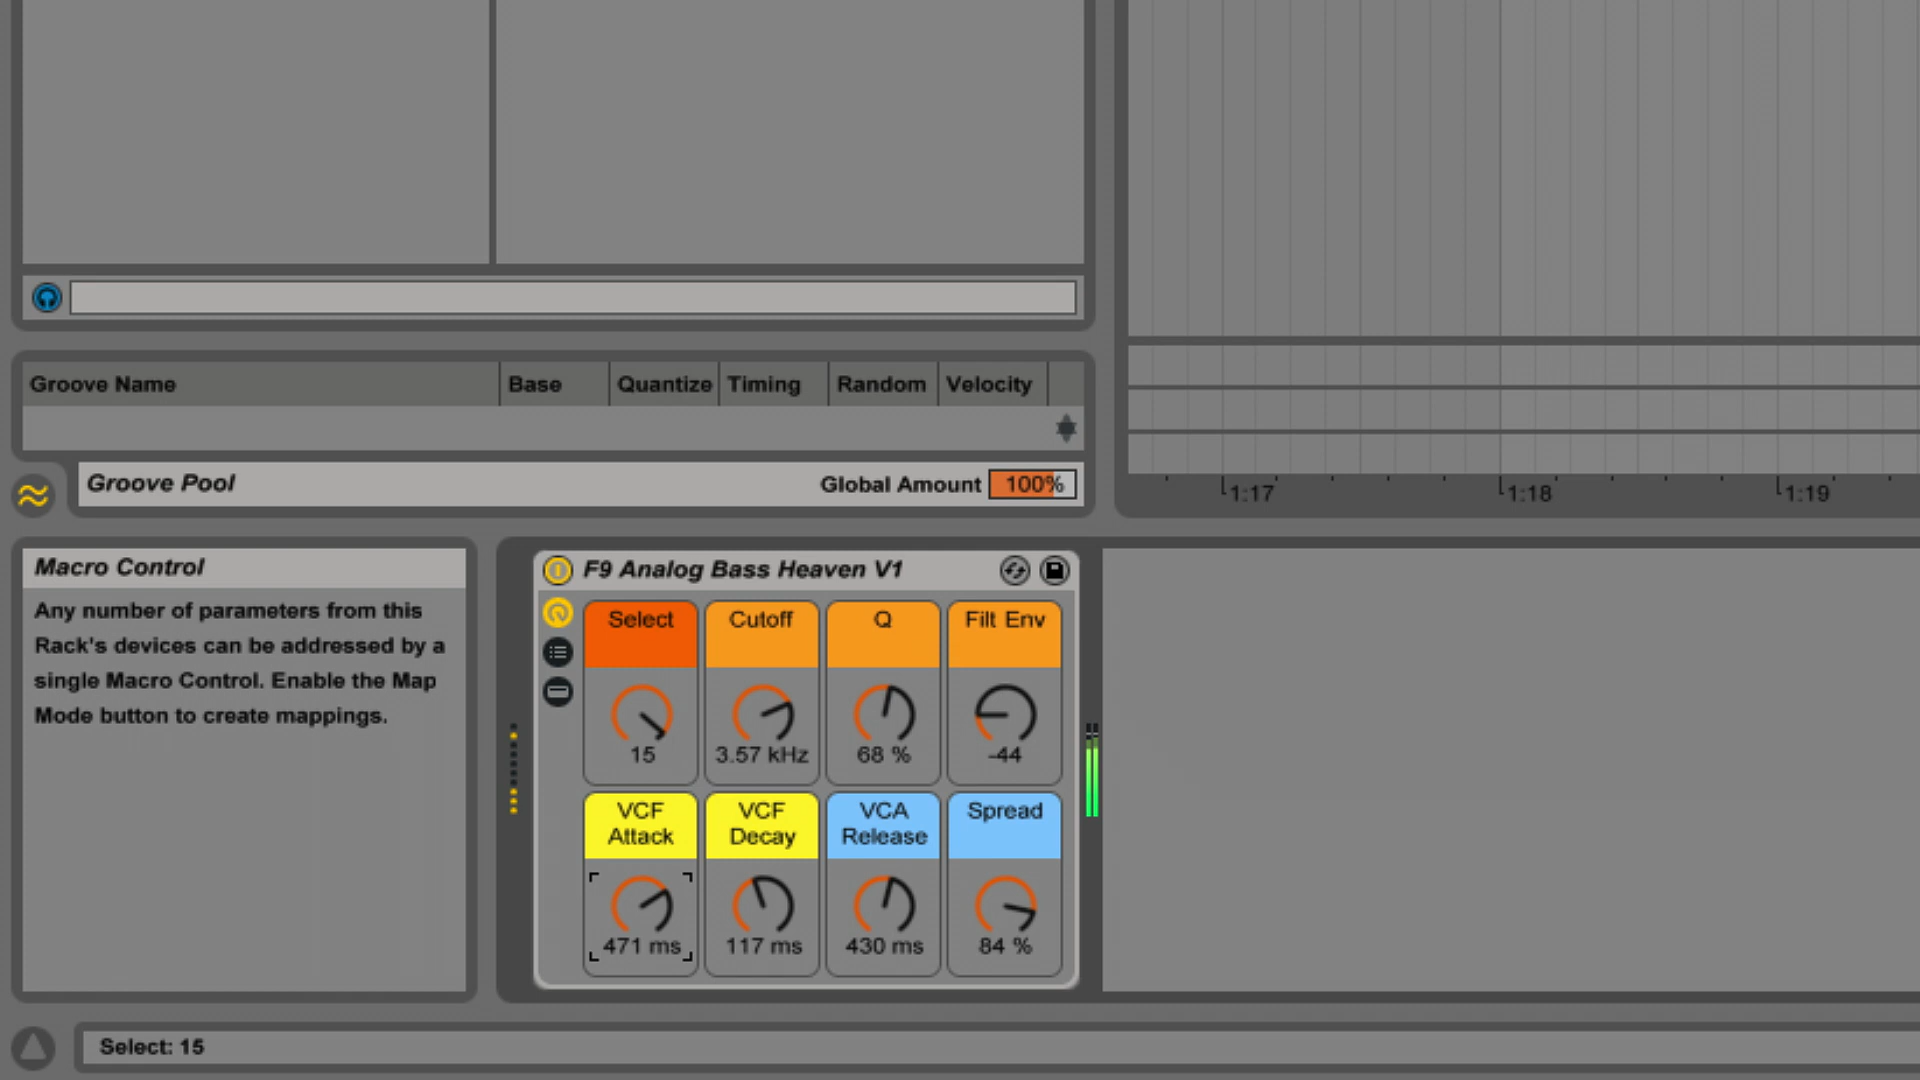 Groove Name Base Quantize Timing Random Velocity
Groove Pool Global Amount 100%
1:17 1:18 1:19
Macro Control
Any number of parameters from this
Rack's devices can be addressed by a
single Macro Control. Enable the Map
Mode button to create mappings.
F9 Analog Bass Heaven V1
Select Cutoff Q Filt Env
15 3.57 kHz 68 % -44
VCF Attack VCF Decay VCA Release Spread
471 ms 117 ms 430 ms 84 %
Select: 15